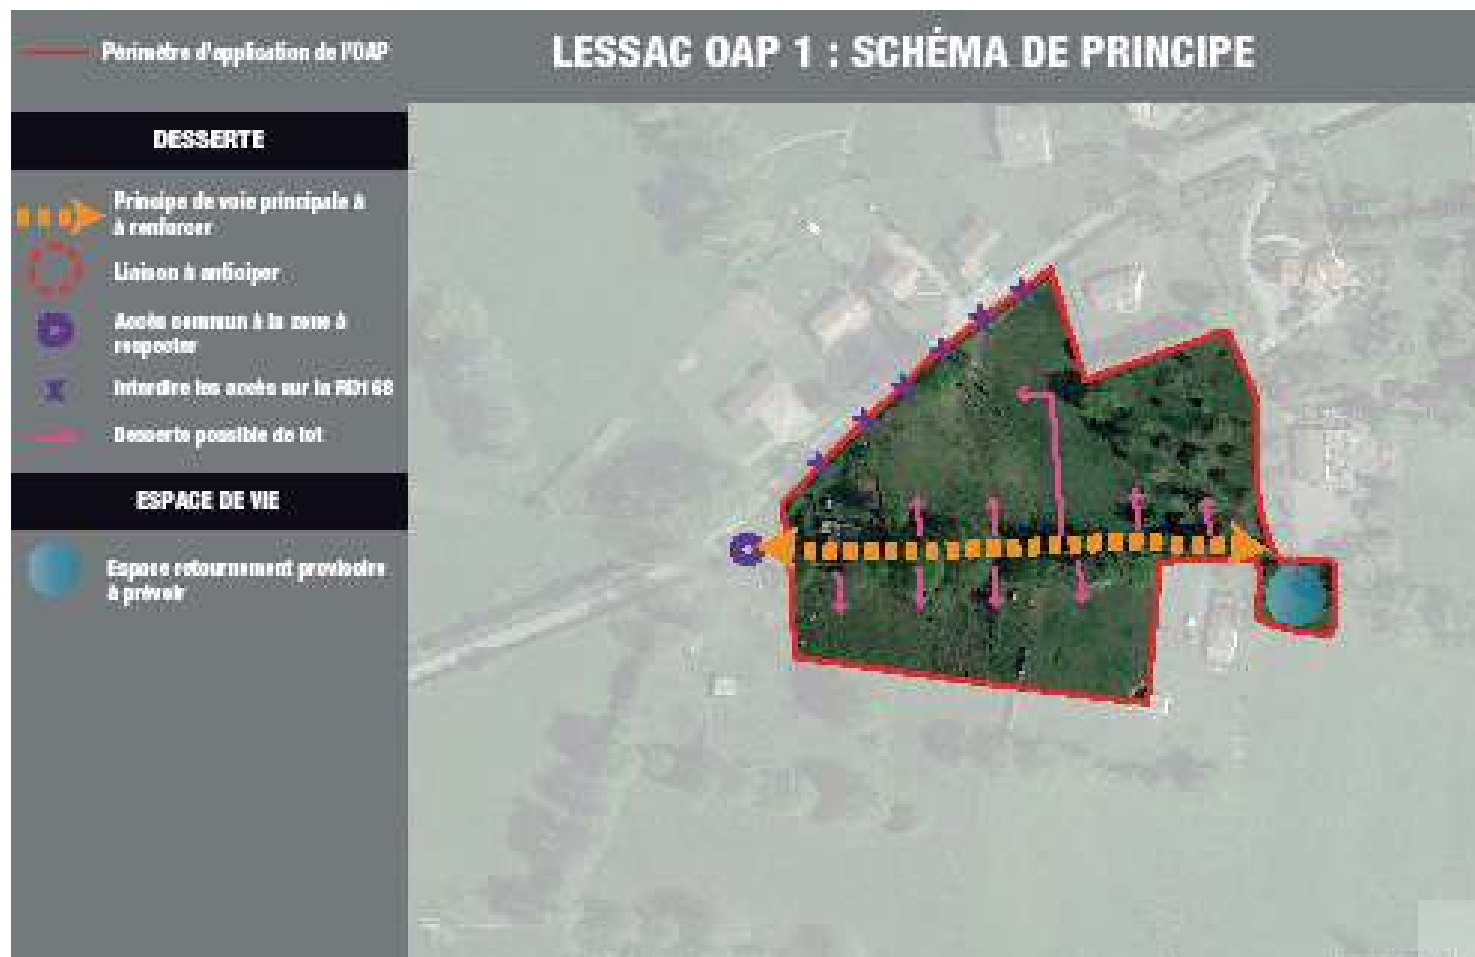 Périmètre d'application de l'OAP
LESSAC OAP 1 : SCHÉMA DE PRINCIPE
DESSERTE
Principe de voie principale à
à renforcer
Liaison à anticiper
Accès commun à la zone à
respecter
Interdire les accès sur la RD168
Desserte possible de lot
ESPACE DE VIE
Espace retournement provisoire
à prévoir